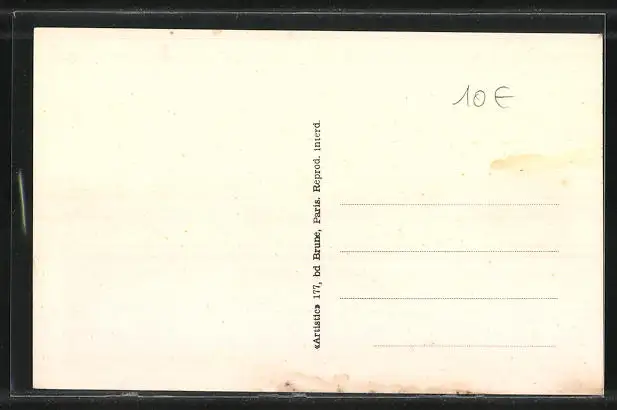 10€
«Artistic» 177, bd Brune, Paris. Reprod. interd.